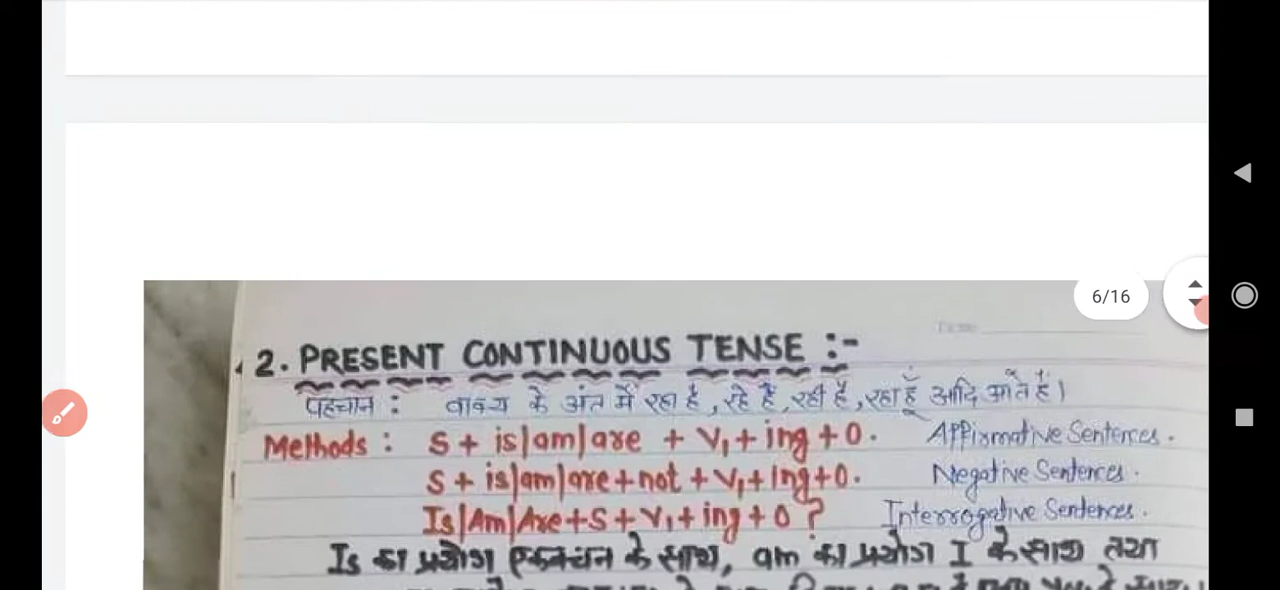 6/16
2. PRESENT CONTINUOUS TENSE :-
पहचान : वाक्य के अंत में रहा है, रहे हैं, रही है, रहा हूँ आदि आते हैं।
Methods : S + is|am|are + V₁ + ing + O. Affirmative Sentences.
S + is|am|are + not + V₁ + ing + O. Negative Sentences.
Is|Am|Are + S + V₁ + ing + O ? Interrogative Sentences.
Is का प्रयोग एकवचन के साथ, am का प्रयोग I के साथ तथा